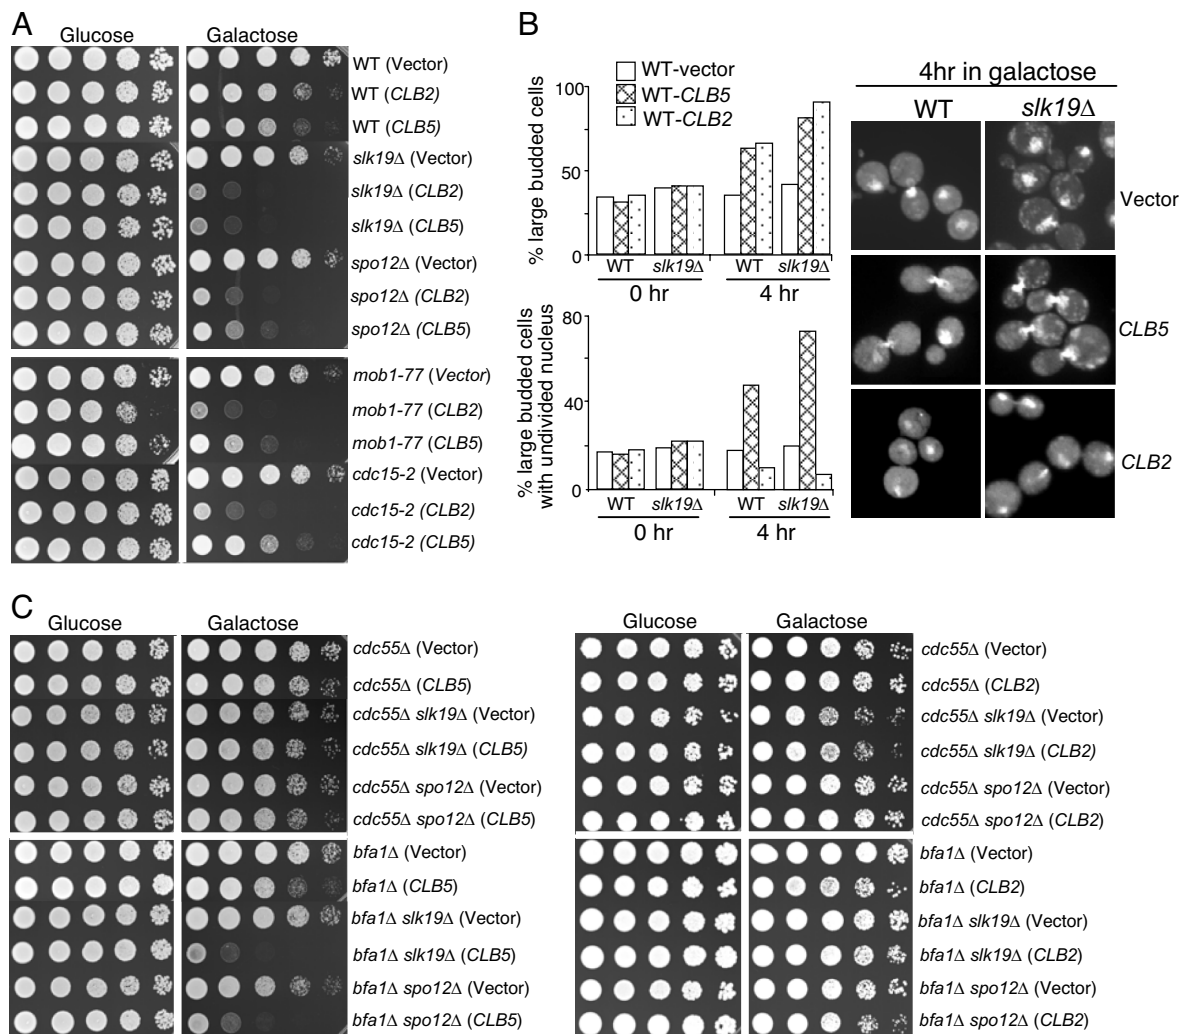 A
Glucose Galactose
WT (Vector)
WT (CLB2)
WT (CLB5)
slk19Δ (Vector)
slk19Δ (CLB2)
slk19Δ (CLB5)
spo12Δ (Vector)
spo12Δ (CLB2)
spo12Δ (CLB5)
mob1-77 (Vector)
mob1-77 (CLB2)
mob1-77 (CLB5)
cdc15-2 (Vector)
cdc15-2 (CLB2)
cdc15-2 (CLB5)
B
WT-vector
WT-CLB5
WT-CLB2
% large budded cells
100
50
0
WT slk19Δ WT slk19Δ
0 hr 4 hr
% large budded cells
with undivided nucleus
80
40
0
WT slk19Δ WT slk19Δ
0 hr 4 hr
4hr in galactose
WT slk19Δ
Vector
CLB5
CLB2
C
Glucose Galactose
cdc55Δ (Vector)
cdc55Δ (CLB5)
cdc55Δ slk19Δ (Vector)
cdc55Δ slk19Δ (CLB5)
cdc55Δ spo12Δ (Vector)
cdc55Δ spo12Δ (CLB5)
bfa1Δ (Vector)
bfa1Δ (CLB5)
bfa1Δ slk19Δ (Vector)
bfa1Δ slk19Δ (CLB5)
bfa1Δ spo12Δ (Vector)
bfa1Δ spo12Δ (CLB5)
Glucose Galactose
cdc55Δ (Vector)
cdc55Δ (CLB2)
cdc55Δ slk19Δ (Vector)
cdc55Δ slk19Δ (CLB2)
cdc55Δ spo12Δ (Vector)
cdc55Δ spo12Δ (CLB2)
bfa1Δ (Vector)
bfa1Δ (CLB2)
bfa1Δ slk19Δ (Vector)
bfa1Δ slk19Δ (CLB2)
bfa1Δ spo12Δ (Vector)
bfa1Δ spo12Δ (CLB2)